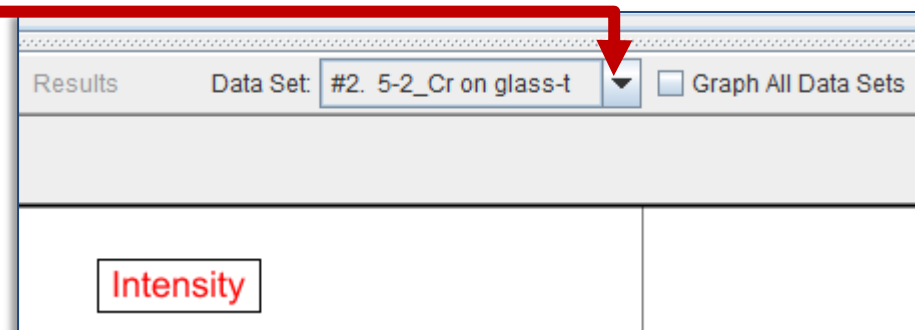 Results Data Set: #2. 5-2_Cr on glass-t Graph All Data Sets
Intensity